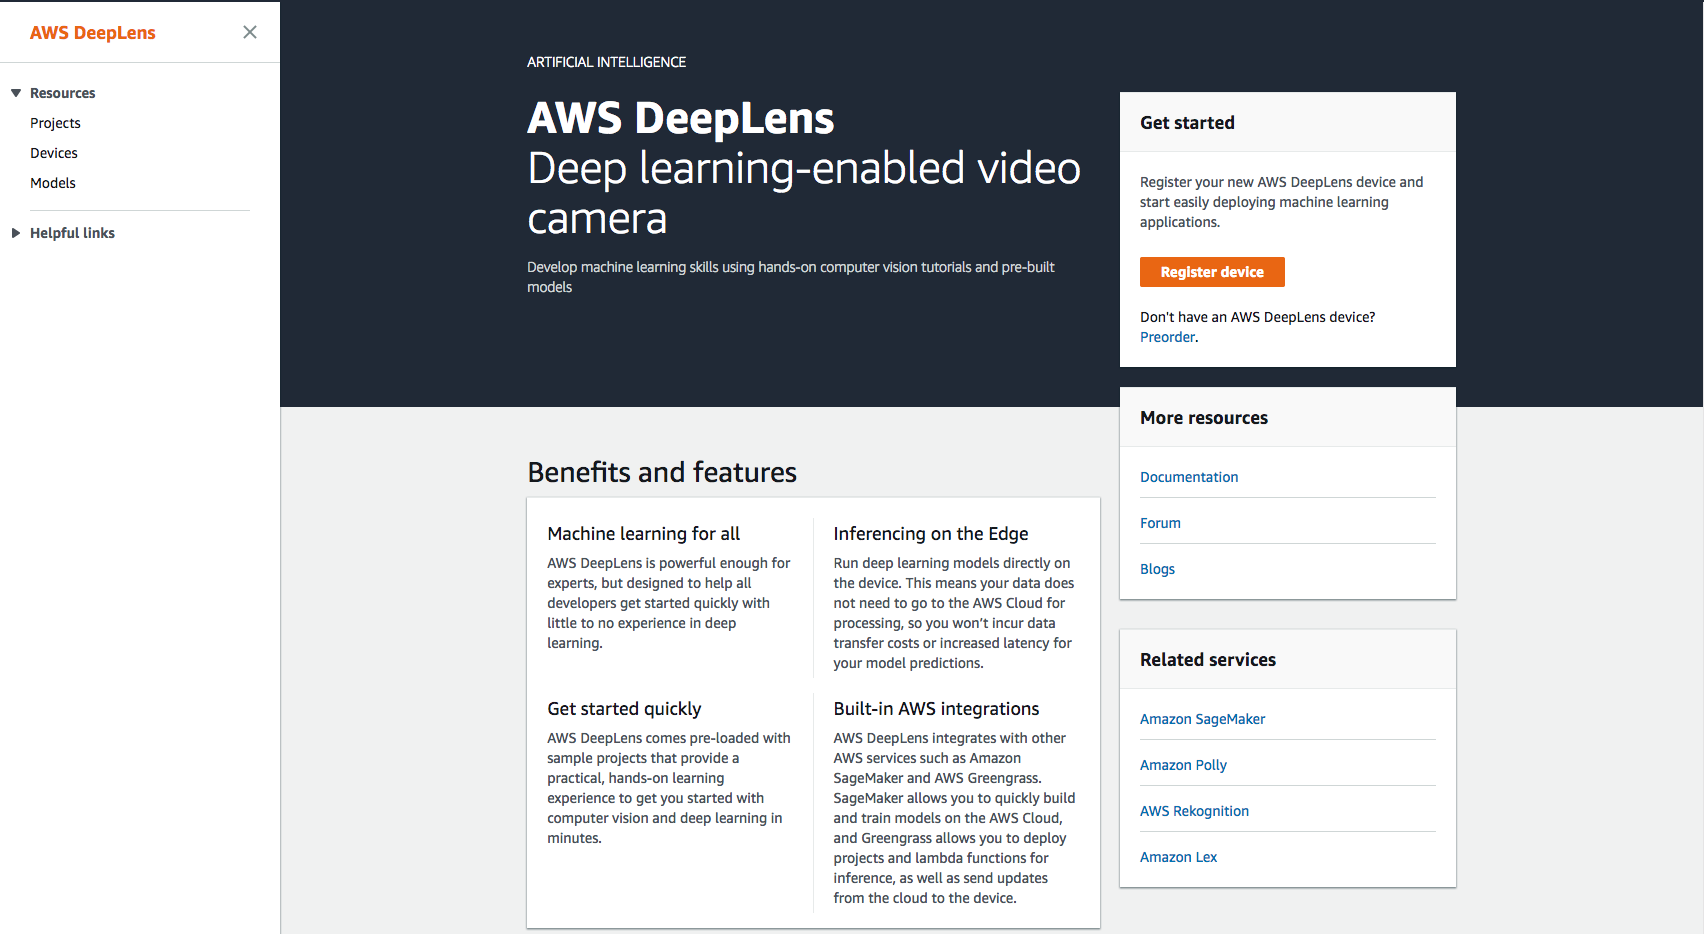 AWS DeepLens
Resources
Projects
Devices
Models
Helpful links
ARTIFICIAL INTELLIGENCE
AWS DeepLens
Deep learning-enabled video
camera
Develop machine learning skills using hands-on computer vision tutorials and pre-built
models
Get started
Register your new AWS DeepLens device and
start easily deploying machine learning
applications.
Register device
Don't have an AWS DeepLens device?
Preorder.
More resources
Documentation
Forum
Blogs
Related services
Amazon SageMaker
Amazon Polly
AWS Rekognition
Amazon Lex
Benefits and features
Machine learning for all
AWS DeepLens is powerful enough for
experts, but designed to help all
developers get started quickly with
little to no experience in deep
learning.
Inferencing on the Edge
Run deep learning models directly on
the device. This means your data does
not need to go to the AWS Cloud for
processing, so you won’t incur data
transfer costs or increased latency for
your model predictions.
Get started quickly
AWS DeepLens comes pre-loaded with
sample projects that provide a
practical, hands-on learning
experience to get you started with
computer vision and deep learning in
minutes.
Built-in AWS integrations
AWS DeepLens integrates with other
AWS services such as Amazon
SageMaker and AWS Greengrass.
SageMaker allows you to quickly build
and train models on the AWS Cloud,
and Greengrass allows you to deploy
projects and lambda functions for
inference, as well as send updates
from the cloud to the device.